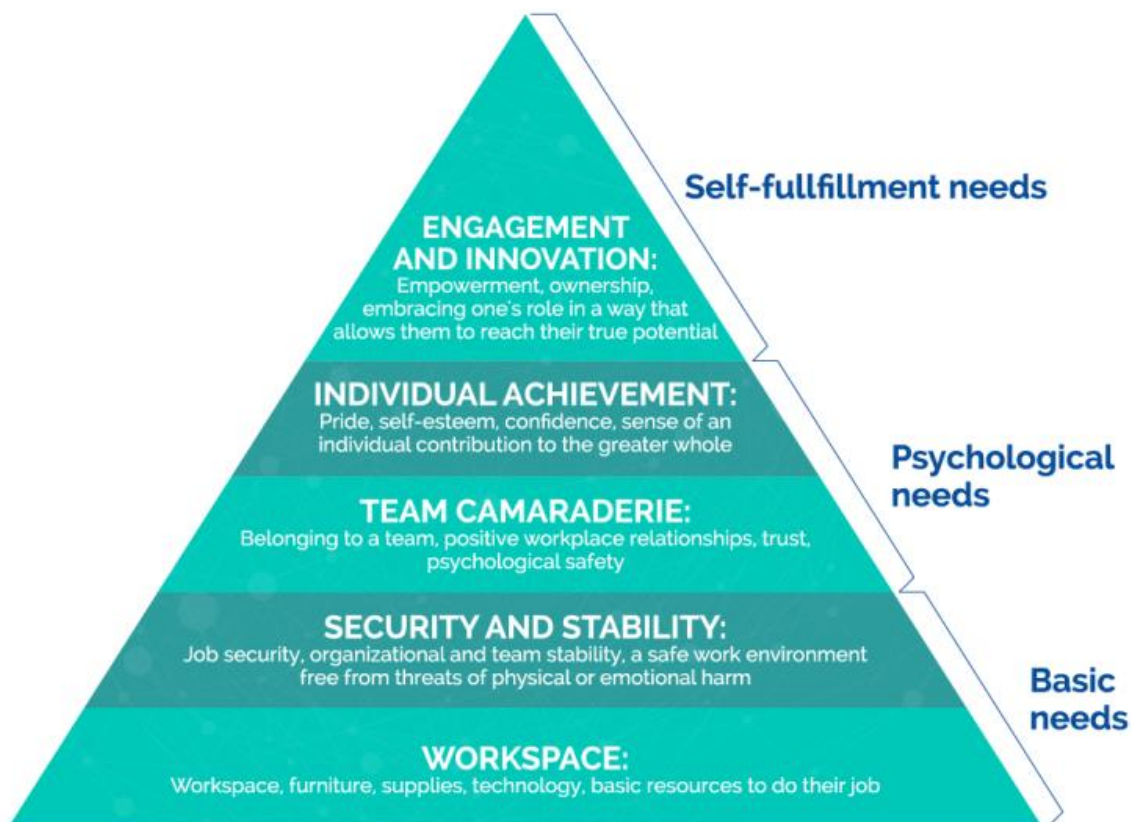 Self-fullfillment needs
ENGAGEMENT
AND INNOVATION:
Empowerment, ownership,
embracing one's role in a way that
allows them to reach their true potential
INDIVIDUAL ACHIEVEMENT:
Pride, self-esteem, confidence, sense of an
individual contribution to the greater whole
Psychological
needs
TEAM CAMARADERIE:
Belonging to a team, positive workplace relationships, trust,
psychological safety
SECURITY AND STABILITY:
Job security, organizational and team stability, a safe work environment
free from threats of physical or emotional harm
Basic
needs
WORKSPACE:
Workspace, furniture, supplies, technology, basic resources to do their job